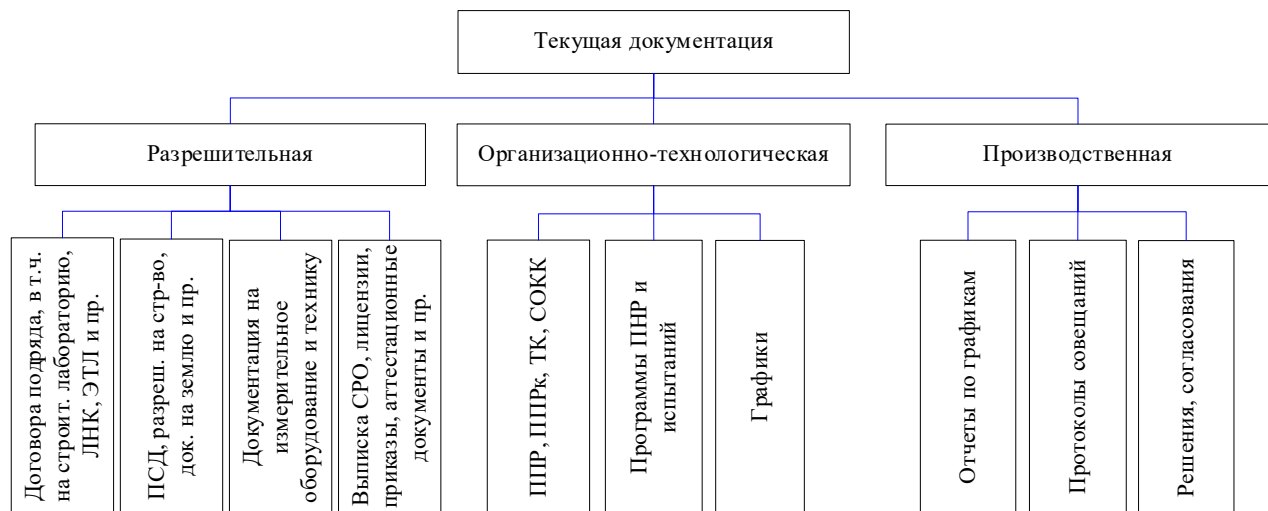 Текущая документация
Разрешительная
Организационно-технологическая
Производственная
Договора подряда, в т.ч.
на строит. лабораторию,
ЛНК, ЭТЛ и пр.
ПСД, разреш. на стр-во,
док. на землю и пр.
Документация на
измерительное
оборудование и технику
Выписка СРО, лицензии,
приказы, аттестационные
документы и пр.
ППР, ППРк, ТК, СОКК
Программы ПНР и
испытаний
Графики
Отчеты по графикам
Протоколы совещаний
Решения, согласования